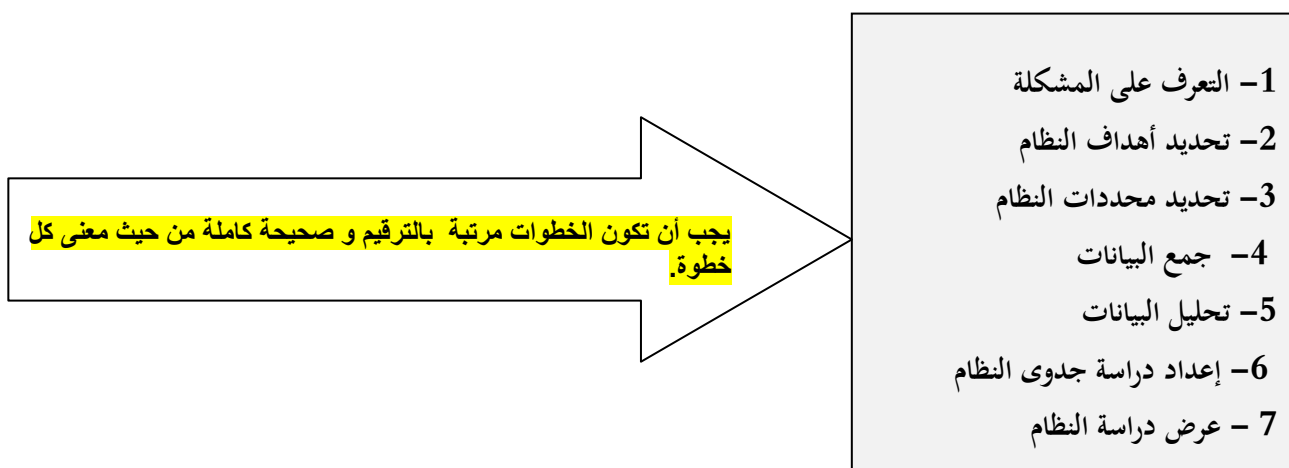 1– التعرف على المشكلة
2– تحديد أهداف النظام
3– تحديد محددات النظام
4– جمع البيانات
5– تحليل البيانات
6– إعداد دراسة جدوى النظام
7 – عرض دراسة النظام
يجب أن تكون الخطوات مرتبة بالترقيم و صحيحة كاملة من حيث معنى كل
خطوة.